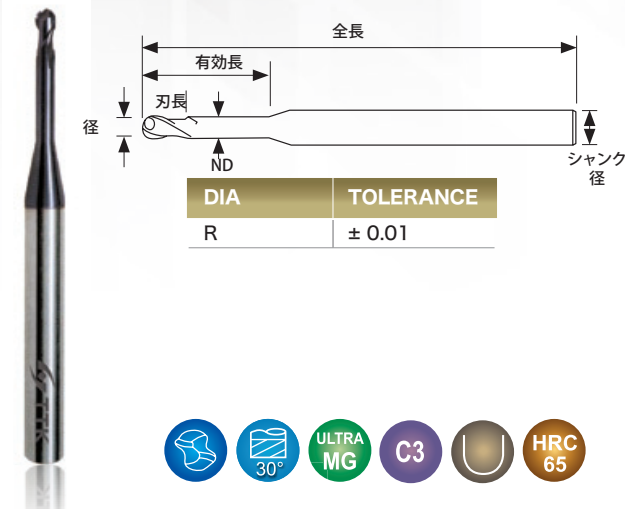 全長
有効長
刃長
径
ND
シャンク
径
DIA TOLERANCE
R ± 0.01
TTK
30°
ULTRA
MG
C3
HRC
65